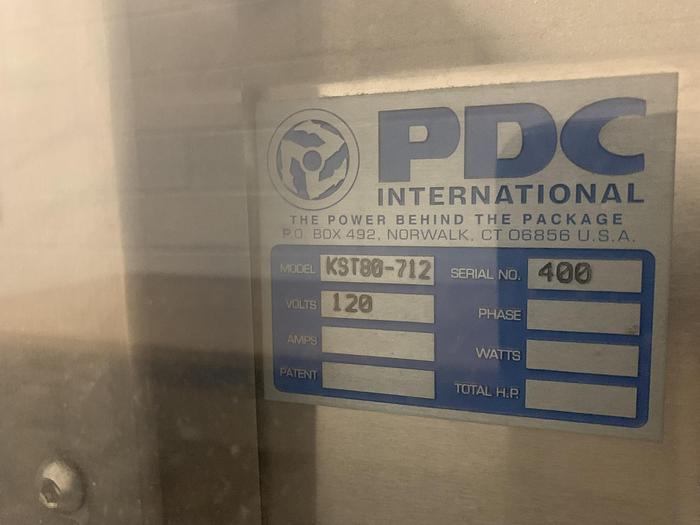 PDC
INTERNATIONAL
THE POWER BEHIND THE PACKAGE
P.O. BOX 492, NORWALK, CT 06856 U.S.A.
MODEL KST80-712 SERIAL NO. 400
VOLTS 120 PHASE
AMPS WATTS
PATENT TOTAL H.P.